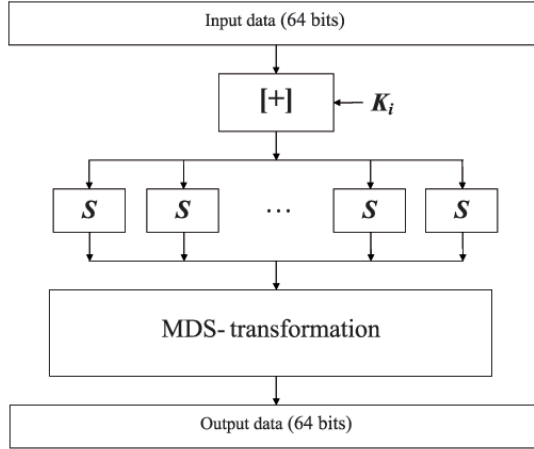 Input data (64 bits)
[+]
K_i
S S ... S S
MDS- transformation
Output data (64 bits)